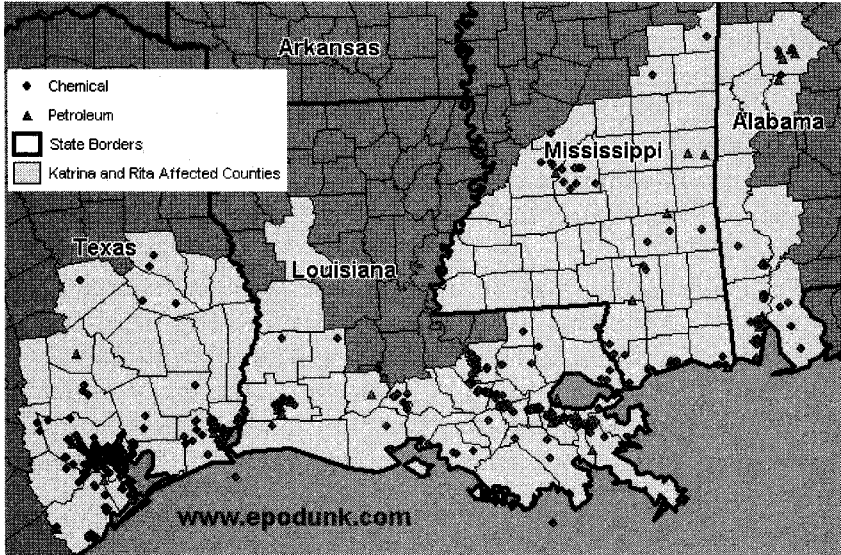 Arkansas
Chemical
Petroleum
State Borders
Katrina and Rita Affected Counties
Alabama
Mississippi
Texas
Louisiana
www.epodunk.com